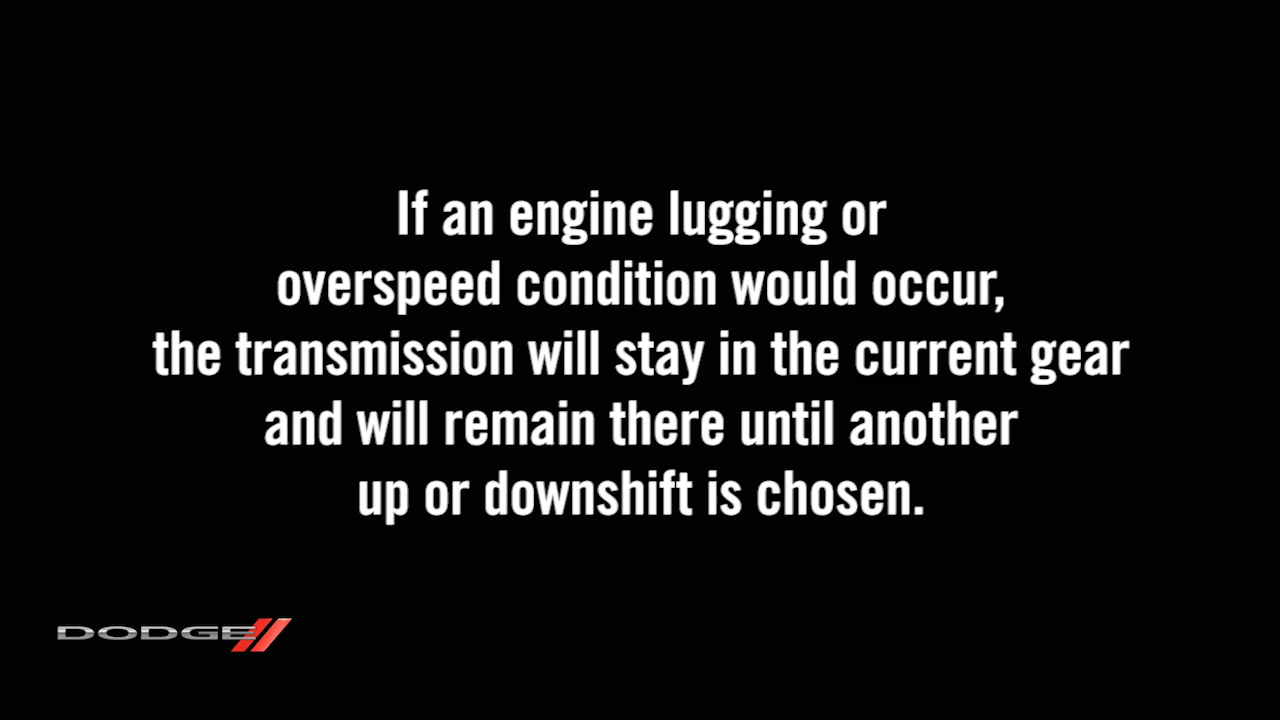 If an engine lugging or
overspeed condition would occur,
the transmission will stay in the current gear
and will remain there until another
up or downshift is chosen.
DODGE